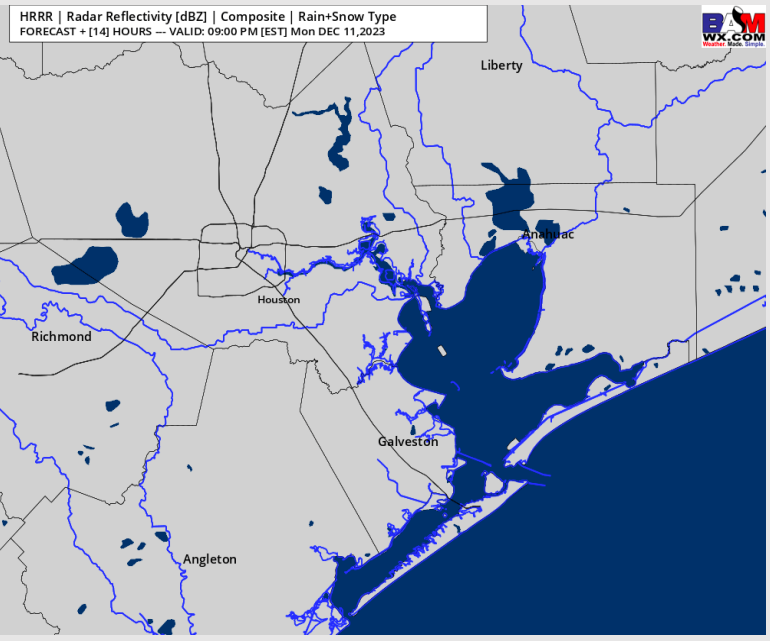 HRRR | Radar Reflectivity [dBZ] | Composite | Rain+Snow Type
FORECAST + [14] HOURS --- VALID: 09:00 PM [EST] Mon DEC 11,2023
BAM
WX.COM
Weather. Made. Simple.
Liberty
Anahuac
Houston
Richmond
Galveston
Angleton